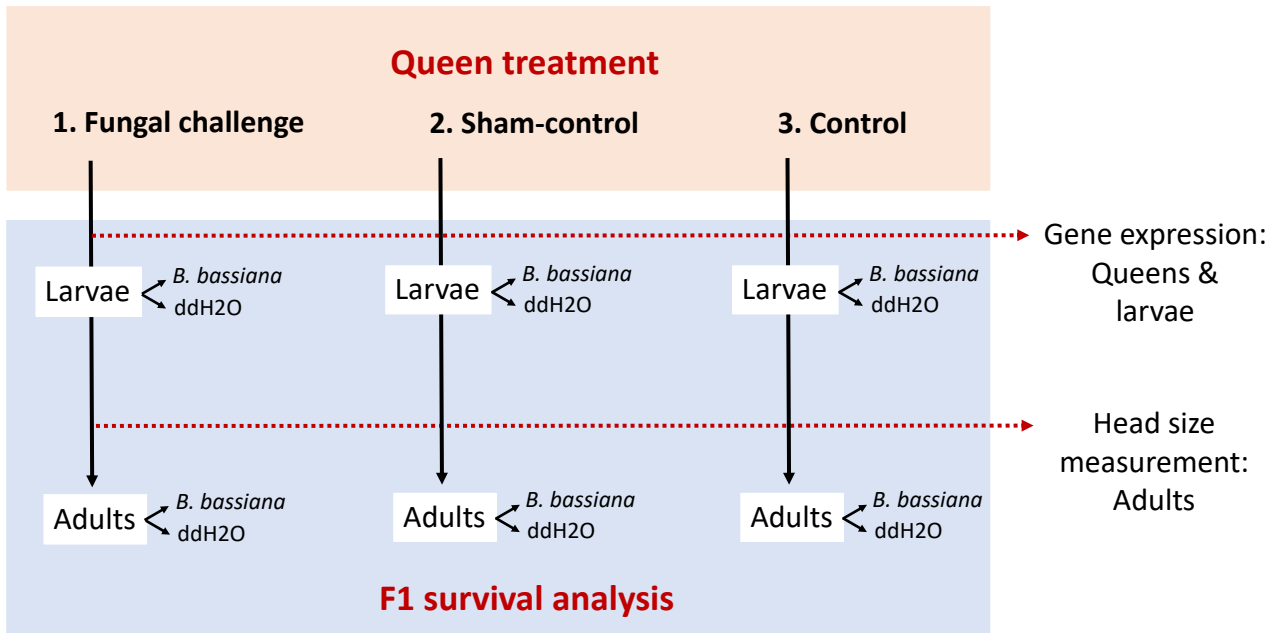 Queen treatment
1. Fungal challenge
2. Sham-control
3. Control
Gene expression:
Queens &
larvae
Larvae
B. bassiana
ddH2O
Larvae
B. bassiana
ddH2O
Larvae
B. bassiana
ddH2O
Head size
measurement:
Adults
Adults
B. bassiana
ddH2O
Adults
B. bassiana
ddH2O
Adults
B. bassiana
ddH2O
F1 survival analysis